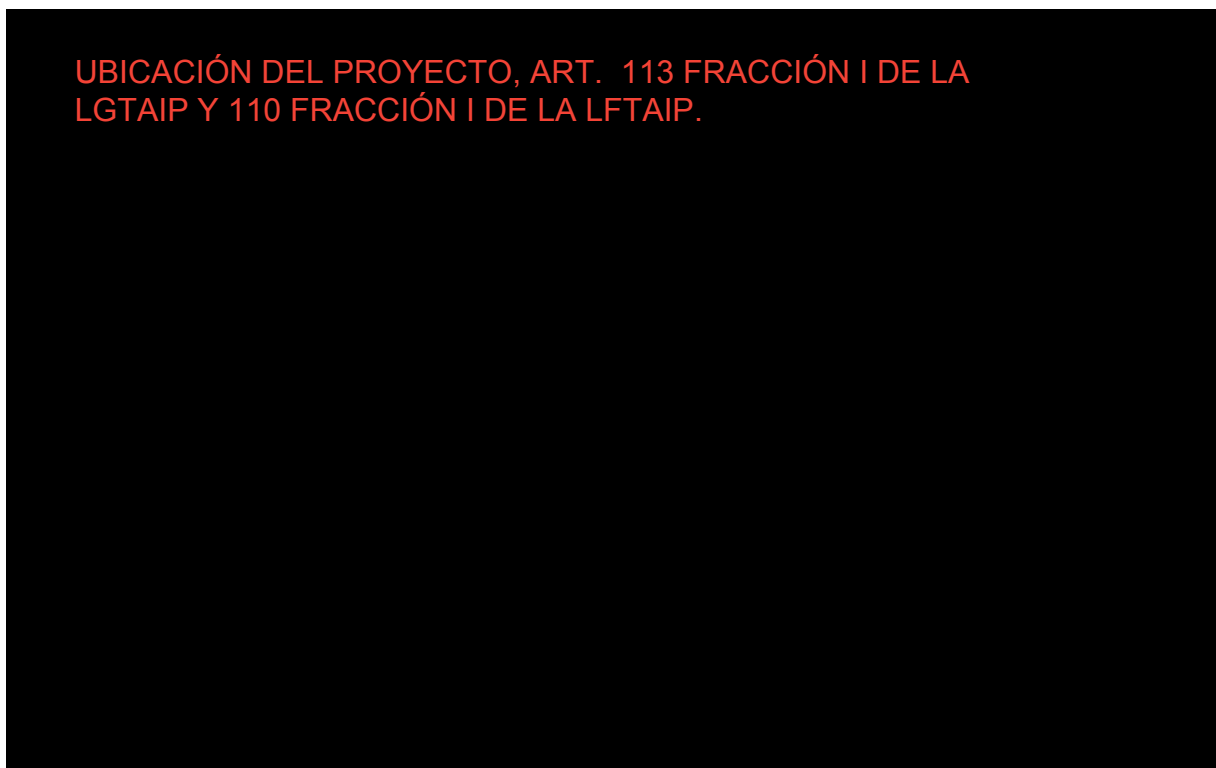 UBICACIÓN DEL PROYECTO, ART. 113 FRACCIÓN I DE LA
LGTAIP Y 110 FRACCIÓN I DE LA LFTAIP.